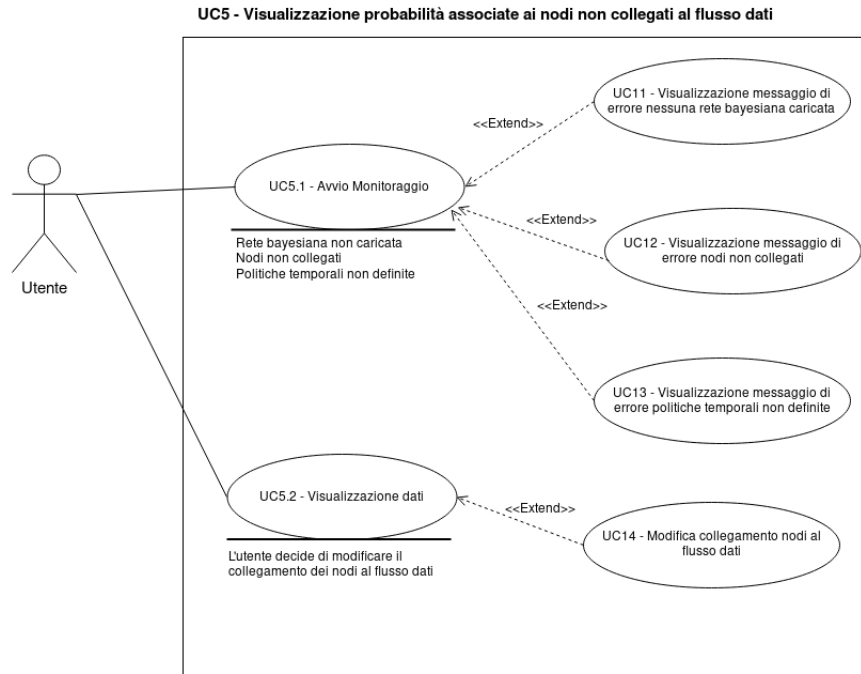 UC5 - Visualizzazione probabilità associate ai nodi non collegati al flusso dati
UC11 - Visualizzazione messaggio di
errore nessuna rete bayesiana caricata
<<Extend>>
UC5.1 - Avvio Monitoraggio
Rete bayesiana non caricata
Nodi non collegati
Politiche temporali non definite
<<Extend>>
UC12 - Visualizzazione messaggio di
errore nodi non collegati
Utente
<<Extend>>
UC13 - Visualizzazione messaggio di
errore politiche temporali non definite
UC5.2 - Visualizzazione dati
L'utente decide di modificare il
collegamento dei nodi al flusso dati
<<Extend>>
UC14 - Modifica collegamento nodi al
flusso dati